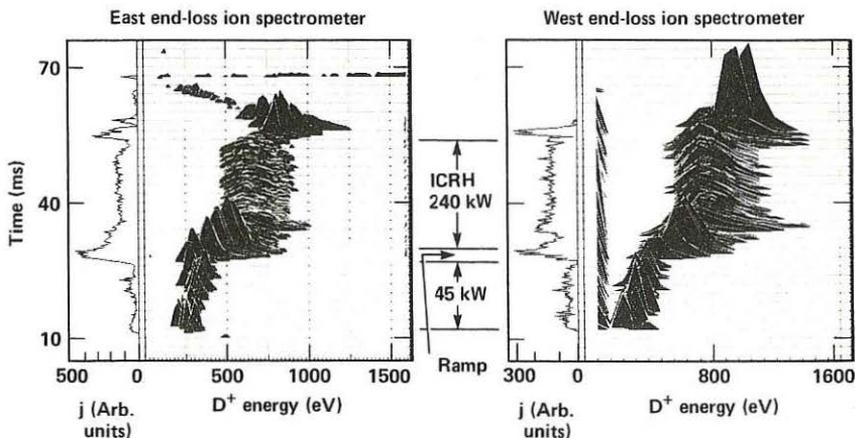 East end-loss ion spectrometer
West end-loss ion spectrometer
70
40
10
Time (ms)
500
0
j (Arb.
units)
0
500
1000
1500
D+ energy (eV)
ICRH
240 kW
45 kW
Ramp
300
0
j (Arb.
units)
0
800
1600
D+ energy (eV)